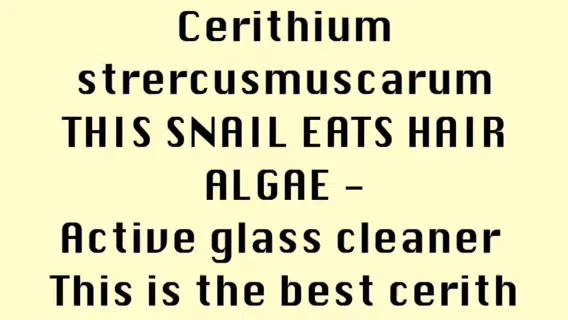 Cerithium
strercusmuscarum
THIS SNAIL EATS HAIR
ALGAE -
Active glass cleaner
This is the best cerith